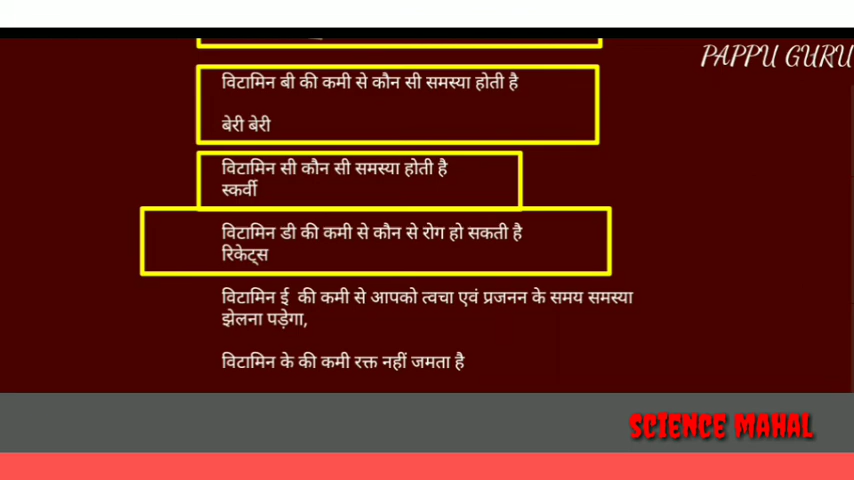 PAPPU GURU
विटामिन बी की कमी से कौन सी समस्या होती है
बेरी बेरी
विटामिन सी कौन सी समस्या होती है
स्कर्वी
विटामिन डी की कमी से कौन से रोग हो सकती है
रिकेट्स
विटामिन ई की कमी से आपको त्वचा एवं प्रजनन के समय समस्या
झेलना पड़ेगा,
विटामिन के की कमी रक्त नहीं जमता है
SCIENCE MAHAL